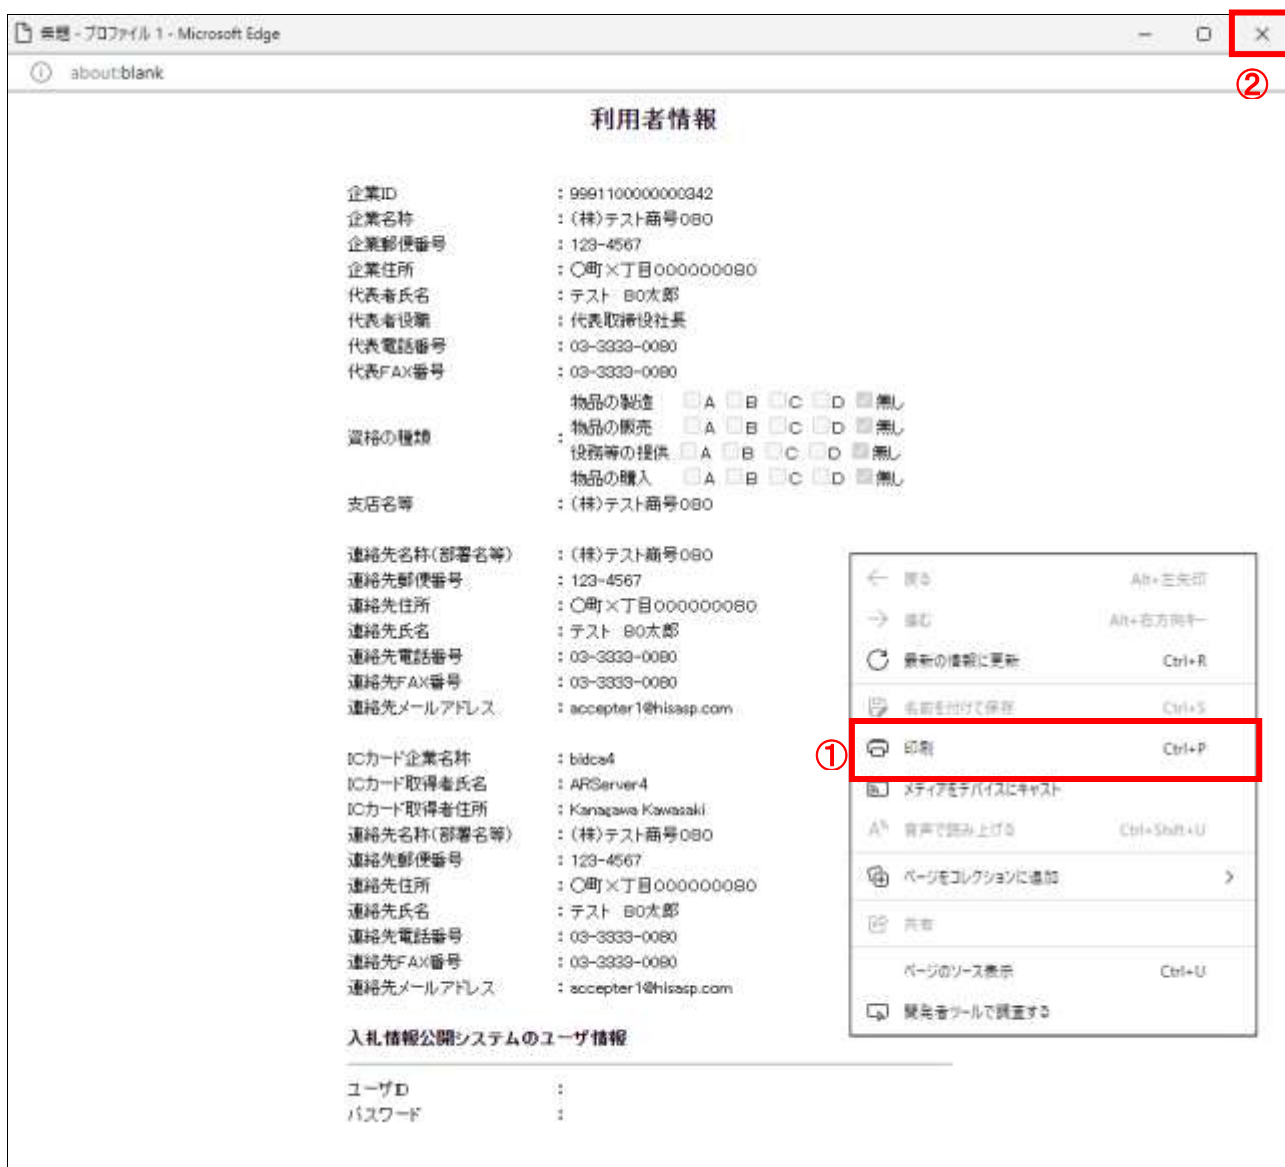 無題 - プロファイル 1 - Microsoft Edge
②
about:blank
利用者情報
企業ID : 9991100000000342
企業名称 : (株)テスト商号080
企業郵便番号 : 123-4567
企業住所 : 〇町×丁目000000080
代表者氏名 : テスト 80太郎
代表者役職 : 代表取締役社長
代表電話番号 : 03-3333-0080
代表FAX番号 : 03-3333-0080
資格の種類 :
物品の製造 A B C D 無し
物品の販売 A B C D 無し
役務等の提供 A B C D 無し
物品の購入 A B C D 無し
支店名等 : (株)テスト商号080
連絡先名称(部署名等) : (株)テスト商号080
連絡先郵便番号 : 123-4567
連絡先住所 : 〇町×丁目000000080
連絡先氏名 : テスト 80太郎
連絡先電話番号 : 03-3333-0080
連絡先FAX番号 : 03-3333-0080
連絡先メールアドレス : accepter1@hisasp.com
ICカード企業名称 : bidca4
ICカード取得者氏名 : ARServer4
ICカード取得者住所 : Kanagawa Kawasaki
連絡先名称(部署名等) : (株)テスト商号080
連絡先郵便番号 : 123-4567
連絡先住所 : 〇町×丁目000000080
連絡先氏名 : テスト 80太郎
連絡先電話番号 : 03-3333-0080
連絡先FAX番号 : 03-3333-0080
連絡先メールアドレス : accepter1@hisasp.com
入札情報公開システムのユーザ情報
ユーザID :
パスワード :
戻る Alt+左矢印
進む Alt+右方向キー
最新の情報に更新 Ctrl+R
名前を付けて保存 Ctrl+S
① 印刷 Ctrl+P
メディアをデバイスにキャスト
音声で読み上げる Ctrl+Shift+U
ページをコレクションに追加
共有
ページのソース表示 Ctrl+U
開発者ツールで調査する